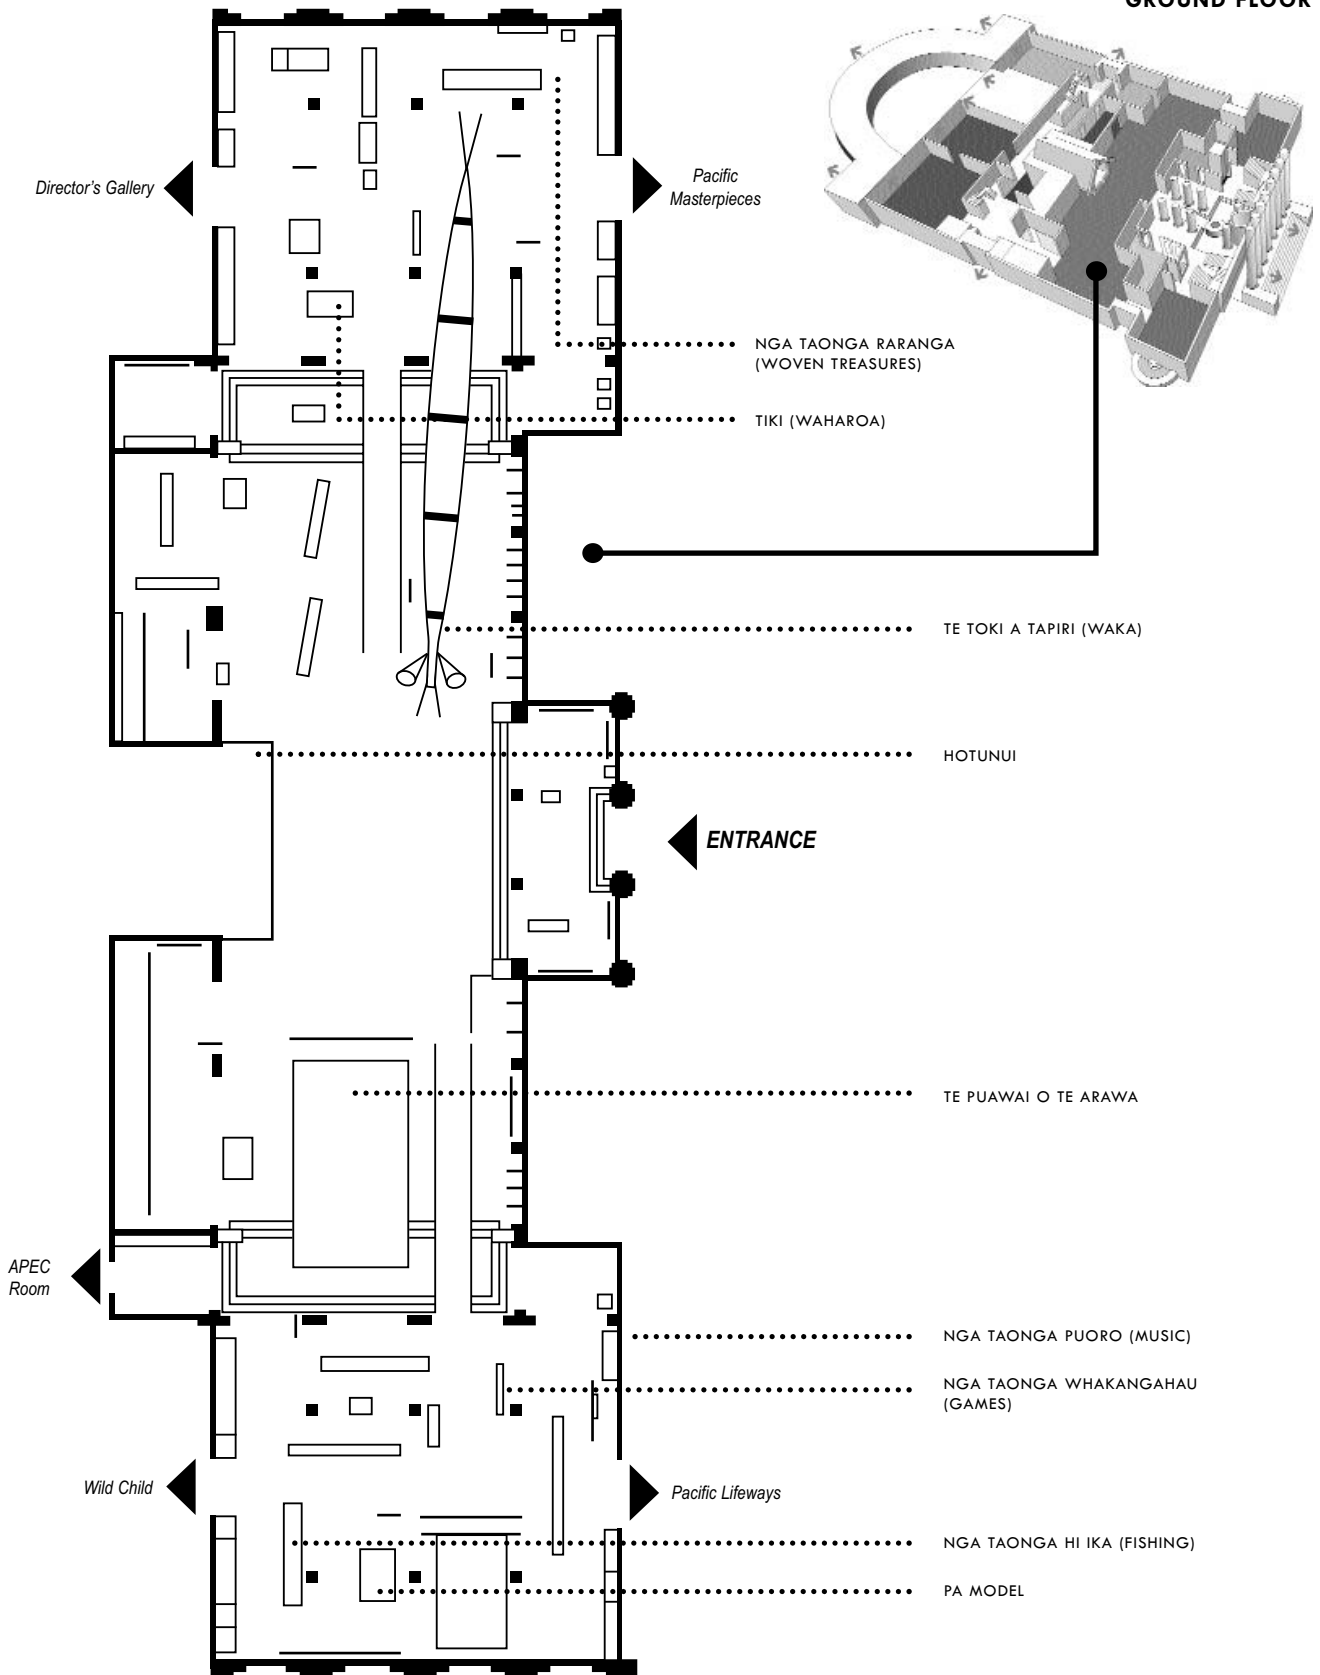 GROUND FLOOR
Director's Gallery
Pacific
Masterpieces
NGA TAONGA RARANGA
(WOVEN TREASURES)
TIKI (WAHAROA)
TE TOKI A TAPIRI (WAKA)
HOTUNUI
ENTRANCE
TE PUAWAI O TE ARAWA
APEC
Room
NGA TAONGA PUORO (MUSIC)
NGA TAONGA WHAKANGAHAU
(GAMES)
Wild Child
Pacific Lifeways
NGA TAONGA HI IKA (FISHING)
PA MODEL